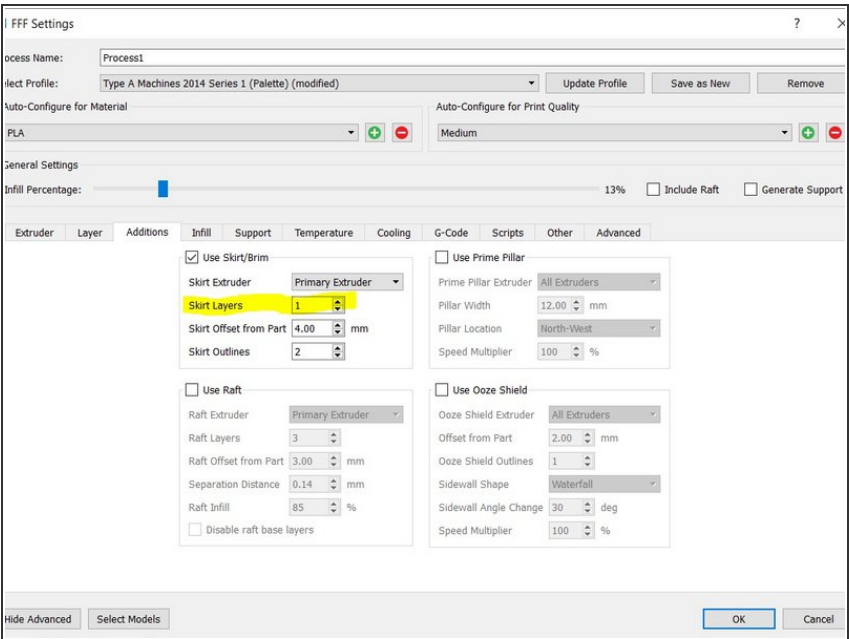 FFF Settings ?
ocess Name: Process1
elect Profile: Type A Machines 2014 Series 1 (Palette) (modified) Update Profile Save as New Remove
Auto-Configure for Material Auto-Configure for Print Quality
PLA Medium
General Settings
Infill Percentage: 13% Include Raft Generate Support
Extruder Layer Additions Infill Support Temperature Cooling G-Code Scripts Other Advanced
Use Skirt/Brim
Skirt Extruder Primary Extruder
Skirt Layers 1
Skirt Offset from Part 4.00 mm
Skirt Outlines 2
Use Prime Pillar
Prime Pillar Extruder All Extruders
Pillar Width 12.00 mm
Pillar Location North-West
Speed Multiplier 100 %
Use Raft
Raft Extruder Primary Extruder
Raft Layers 3
Raft Offset from Part 3.00 mm
Separation Distance 0.14 mm
Raft Infill 85 %
Disable raft base layers
Use Ooze Shield
Ooze Shield Extruder All Extruders
Offset from Part 2.00 mm
Ooze Shield Outlines 1
Sidewall Shape Waterfall
Sidewall Angle Change 30 deg
Speed Multiplier 100 %
Hide Advanced Select Models OK Cancel